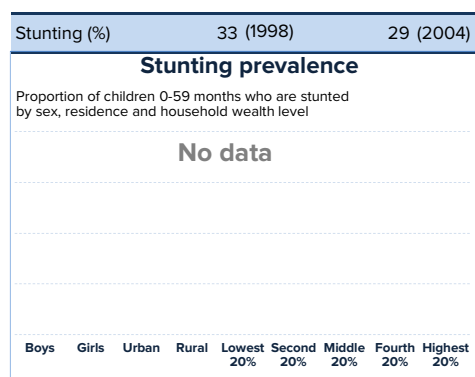 Stunting (%) 33 (1998) 29 (2004)
Stunting prevalence
Proportion of children 0-59 months who are stunted
by sex, residence and household wealth level
No data
Boys Girls Urban Rural Lowest Second Middle Fourth Highest
20% 20% 20% 20% 20%